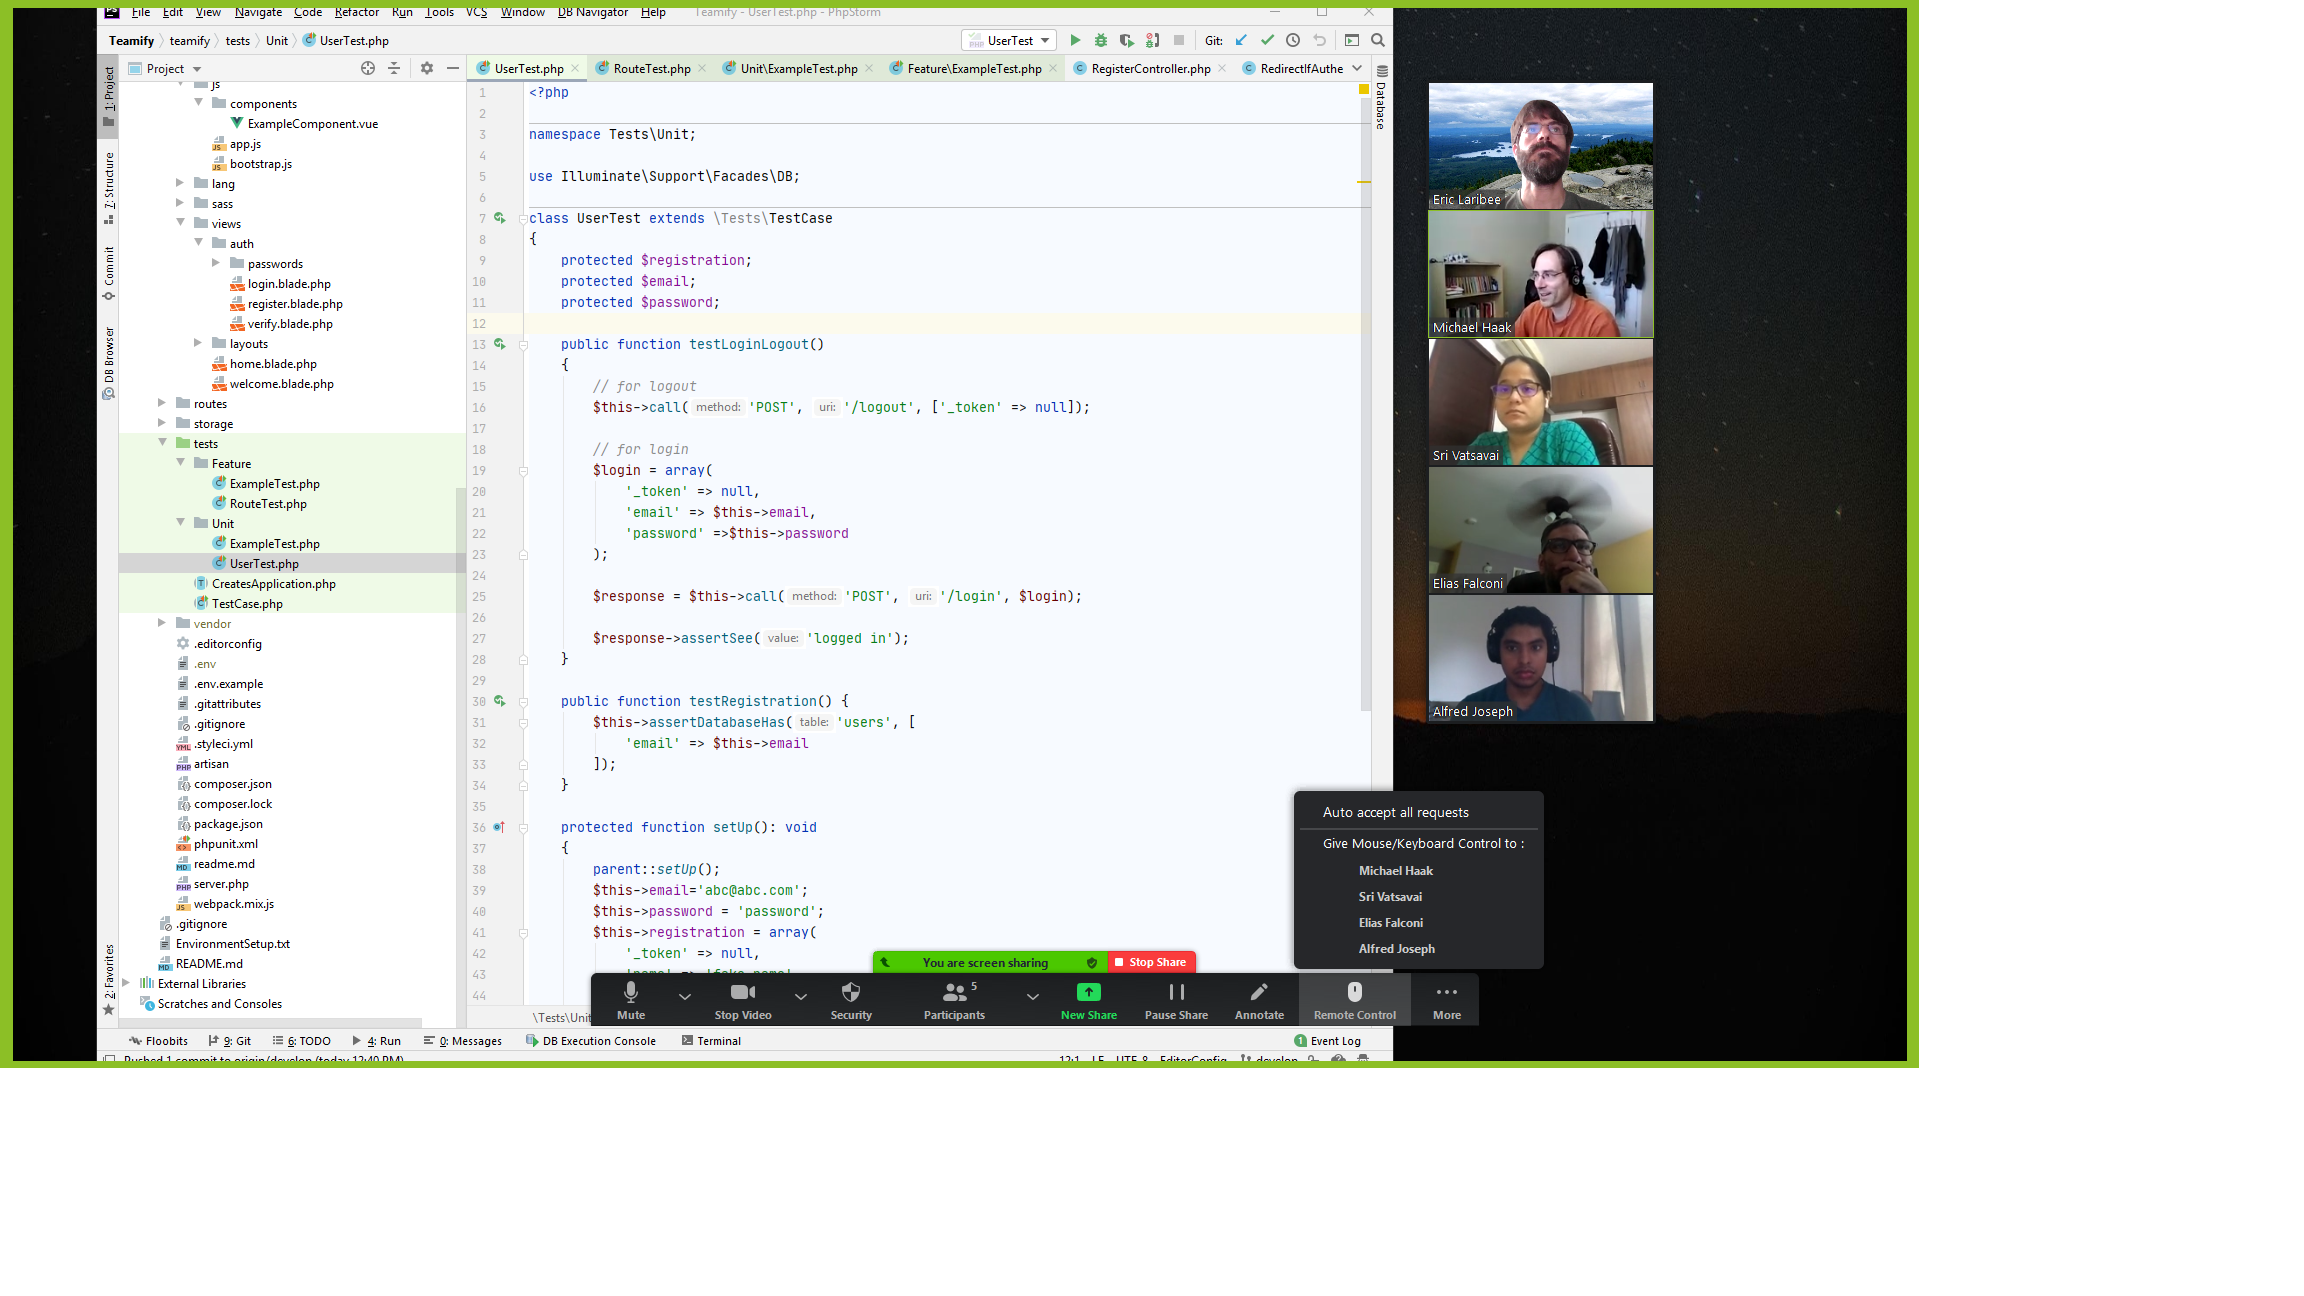 File Edit View Navigate Code Refactor Run Tools VCS Window DB Navigator Help Teamify - UserTest.php - PhpStorm
Teamify teamify tests Unit UserTest.php UserTest Git:
Project
UserTest.php RouteTest.php Unit\ExampleTest.php Feature\ExampleTest.php RegisterController.php RedirectIfAuthe
1: Project
7: Structure
Commit
DB Browser
2: Favorites
Database
js
components
ExampleComponent.vue
app.js
bootstrap.js
lang
sass
views
auth
passwords
login.blade.php
register.blade.php
verify.blade.php
layouts
home.blade.php
welcome.blade.php
routes
storage
tests
Feature
ExampleTest.php
RouteTest.php
Unit
ExampleTest.php
UserTest.php
CreatesApplication.php
TestCase.php
vendor
.editorconfig
.env
.env.example
.gitattributes
.gitignore
.styleci.yml
artisan
composer.json
composer.lock
package.json
phpunit.xml
readme.md
server.php
webpack.mix.js
.gitignore
EnvironmentSetup.txt
README.md
External Libraries
Scratches and Consoles
1 <?php
2
3 namespace Tests\Unit;
4
5 use Illuminate\Support\Facades\DB;
6
7 class UserTest extends \Tests\TestCase
8 {
9 protected $registration;
10 protected $email;
11 protected $password;
12
13 public function testLoginLogout()
14 {
15 // for logout
16 $this->call( method: 'POST', uri: '/logout', ['_token' => null]);
17
18 // for login
19 $login = array(
20 '_token' => null,
21 'email' => $this->email,
22 'password' =>$this->password
23 );
24
25 $response = $this->call( method: 'POST', uri: '/login', $login);
26
27 $response->assertSee( value: 'logged in');
28 }
29
30 public function testRegistration() {
31 $this->assertDatabaseHas( table: 'users', [
32 'email' => $this->email
33 ]);
34 }
35
36 protected function setUp(): void
37 {
38 parent::setUp();
39 $this->email='abc@abc.com';
40 $this->password = 'password';
41 $this->registration = array(
42 '_token' => null,
43 'name' => 'fake name'
44
\Tests\Unit
Eric Laribee
Michael Haak
Sri Vatsavai
Elias Falconi
Alfred Joseph
Auto accept all requests
Give Mouse/Keyboard Control to :
Michael Haak
Sri Vatsavai
Elias Falconi
Alfred Joseph
You are screen sharing Stop Share
5
Mute Stop Video Security Participants New Share Pause Share Annotate Remote Control More
Floobits 9: Git 6: TODO 4: Run 0: Messages DB Execution Console Terminal 1 Event Log
Pushed 1 commit to origin/develop (today 12:40 PM) 12:1 LF UTF-8 EditorConfig develop